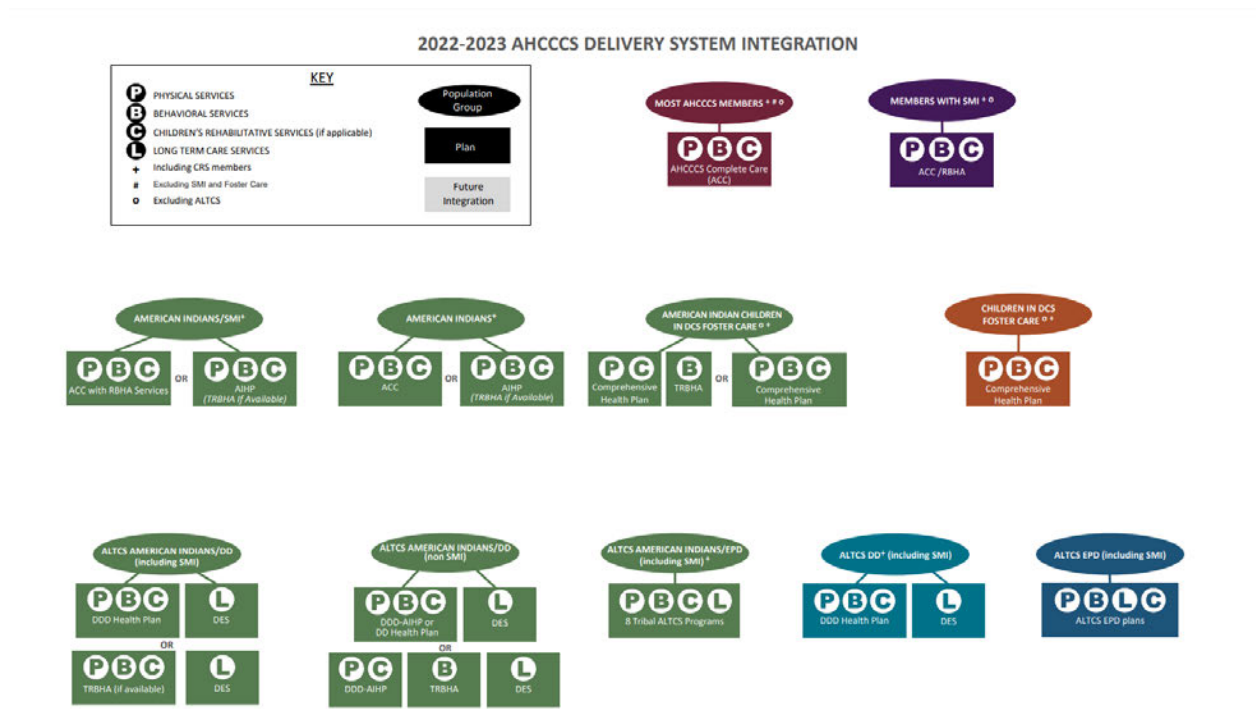 2022-2023 AHCCCS DELIVERY SYSTEM INTEGRATION
KEY
P PHYSICAL SERVICES
B BEHAVIORAL SERVICES
C CHILDREN'S REHABILITATIVE SERVICES (if applicable)
L LONG TERM CARE SERVICES
+ Including CRS members
# Excluding SMI and Foster Care
o Excluding ALTCS
Population
Group
Plan
Future
Integration
MOST AHCCCS MEMBERS + # o
P B C
AHCCCS Complete Care
(ACC)
MEMBERS WITH SMI + o
P B C
ACC /RBHA
AMERICAN INDIANS/SMI+
P B C
ACC with RBHA Services
OR
P B C
AIHP
(TRBHA If Available)
AMERICAN INDIANS+
P B C
ACC
OR
P B C
AIHP
(TRBHA if Available)
AMERICAN INDIAN CHILDREN
IN DCS FOSTER CARE o +
P C
Comprehensive
Health Plan
B
TRBHA
OR
P B C
Comprehensive
Health Plan
CHILDREN IN DCS
FOSTER CARE o +
P B C
Comprehensive
Health Plan
ALTCS AMERICAN INDIANS/DD
(including SMI)
P B C
DDD Health Plan
L
DES
OR
P B C
TRBHA (if available)
L
DES
ALTCS AMERICAN INDIANS/DD
(non SMI)
P B C
DDD-AIHP or
DD Health Plan
L
DES
OR
P C
DDD-AIHP
B
TRBHA
L
DES
ALTCS AMERICAN INDIANS/EPD
(including SMI) +
P B C L
8 Tribal ALTCS Programs
ALTCS DD+ (including SMI)
P B C
DDD Health Plan
L
DES
ALTCS EPD (including SMI)
P B L C
ALTCS EPD plans